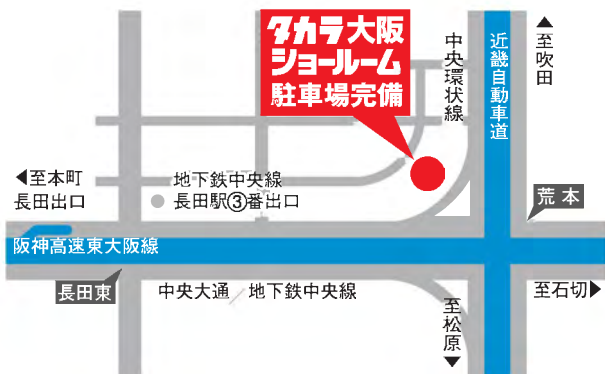 タカラ大阪
ショールーム
駐車場完備
中央環状線
近畿自動車道
▲至吹田
◀至本町
長田出口
地下鉄中央線
長田駅③番出口
荒本
阪神高速東大阪線
長田東
中央大通／地下鉄中央線
至松原▼
至石切▶